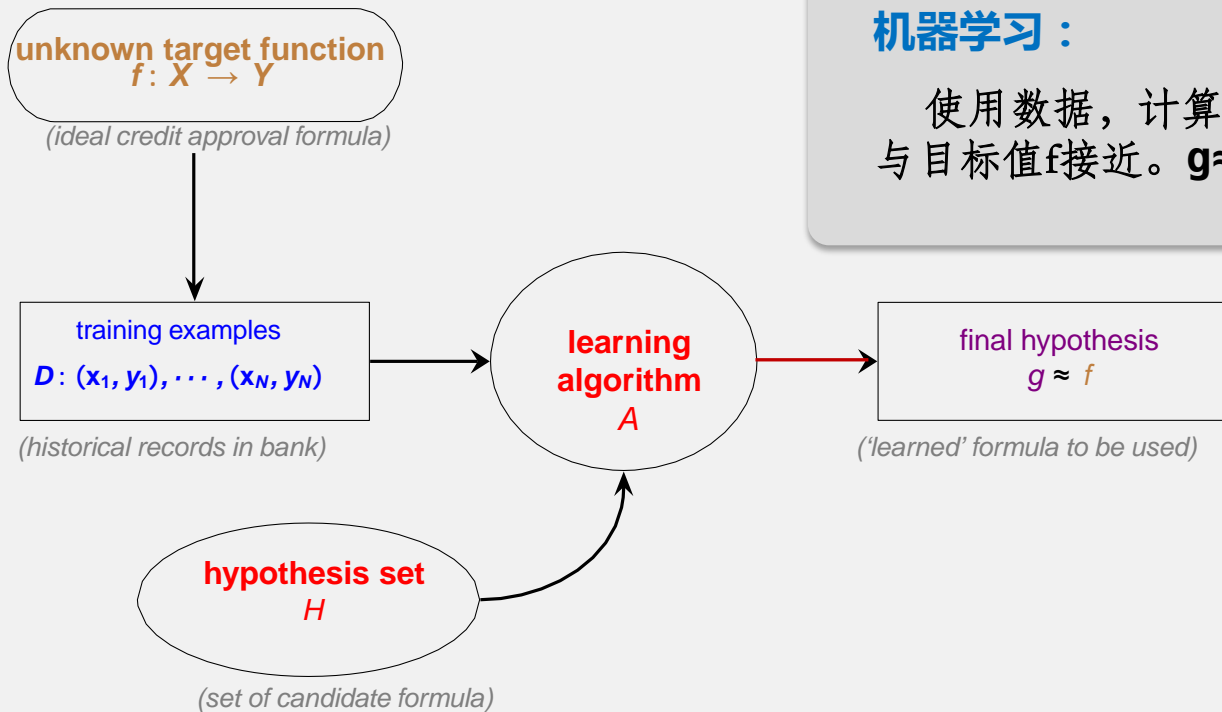 unknown target function
f : X → Y
(ideal credit approval formula)
机器学习：
使用数据，计算
与目标值f接近。g≈
training examples
D : (x₁, y₁), · · · , (x_N, y_N)
(historical records in bank)
learning
algorithm
A
final hypothesis
g ≈ f
(‘learned’ formula to be used)
hypothesis set
H
(set of candidate formula)